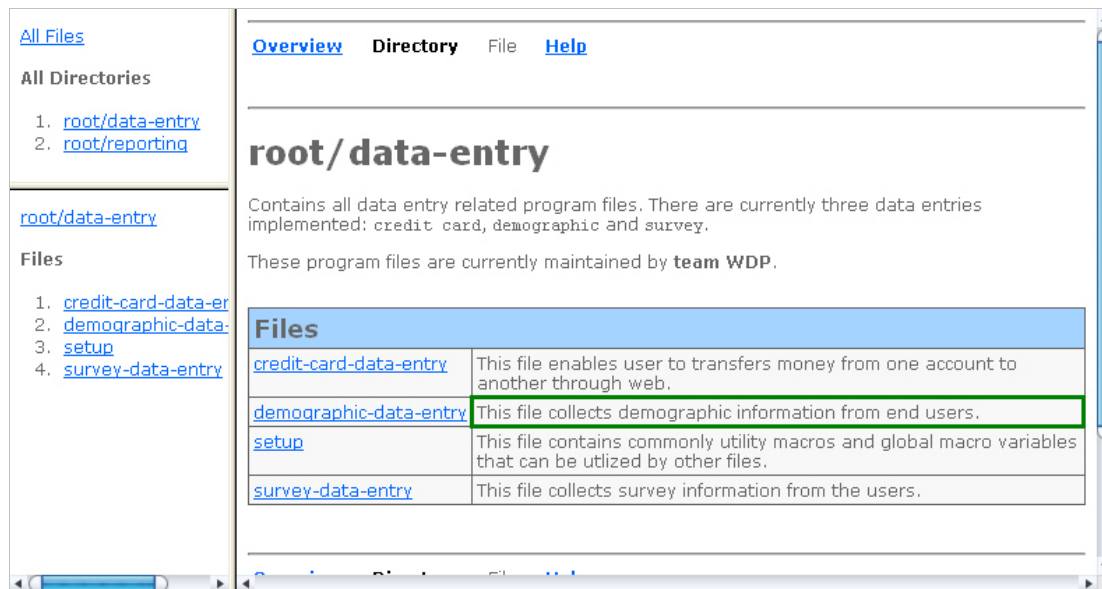 All Files
All Directories
1. root/data-entry
2. root/reporting
root/data-entry
Files
1. credit-card-data-er
2. demographic-data-
3. setup
4. survey-data-entry
Overview Directory File Help
root/data-entry
Contains all data entry related program files. There are currently three data entries
implemented: credit card, demographic and survey.
These program files are currently maintained by team WDP.
Files
credit-card-data-entry This file enables user to transfers money from one account to
another through web.
demographic-data-entry This file collects demographic information from end users.
setup This file contains commonly utility macros and global macro variables
that can be utlized by other files.
survey-data-entry This file collects survey information from the users.